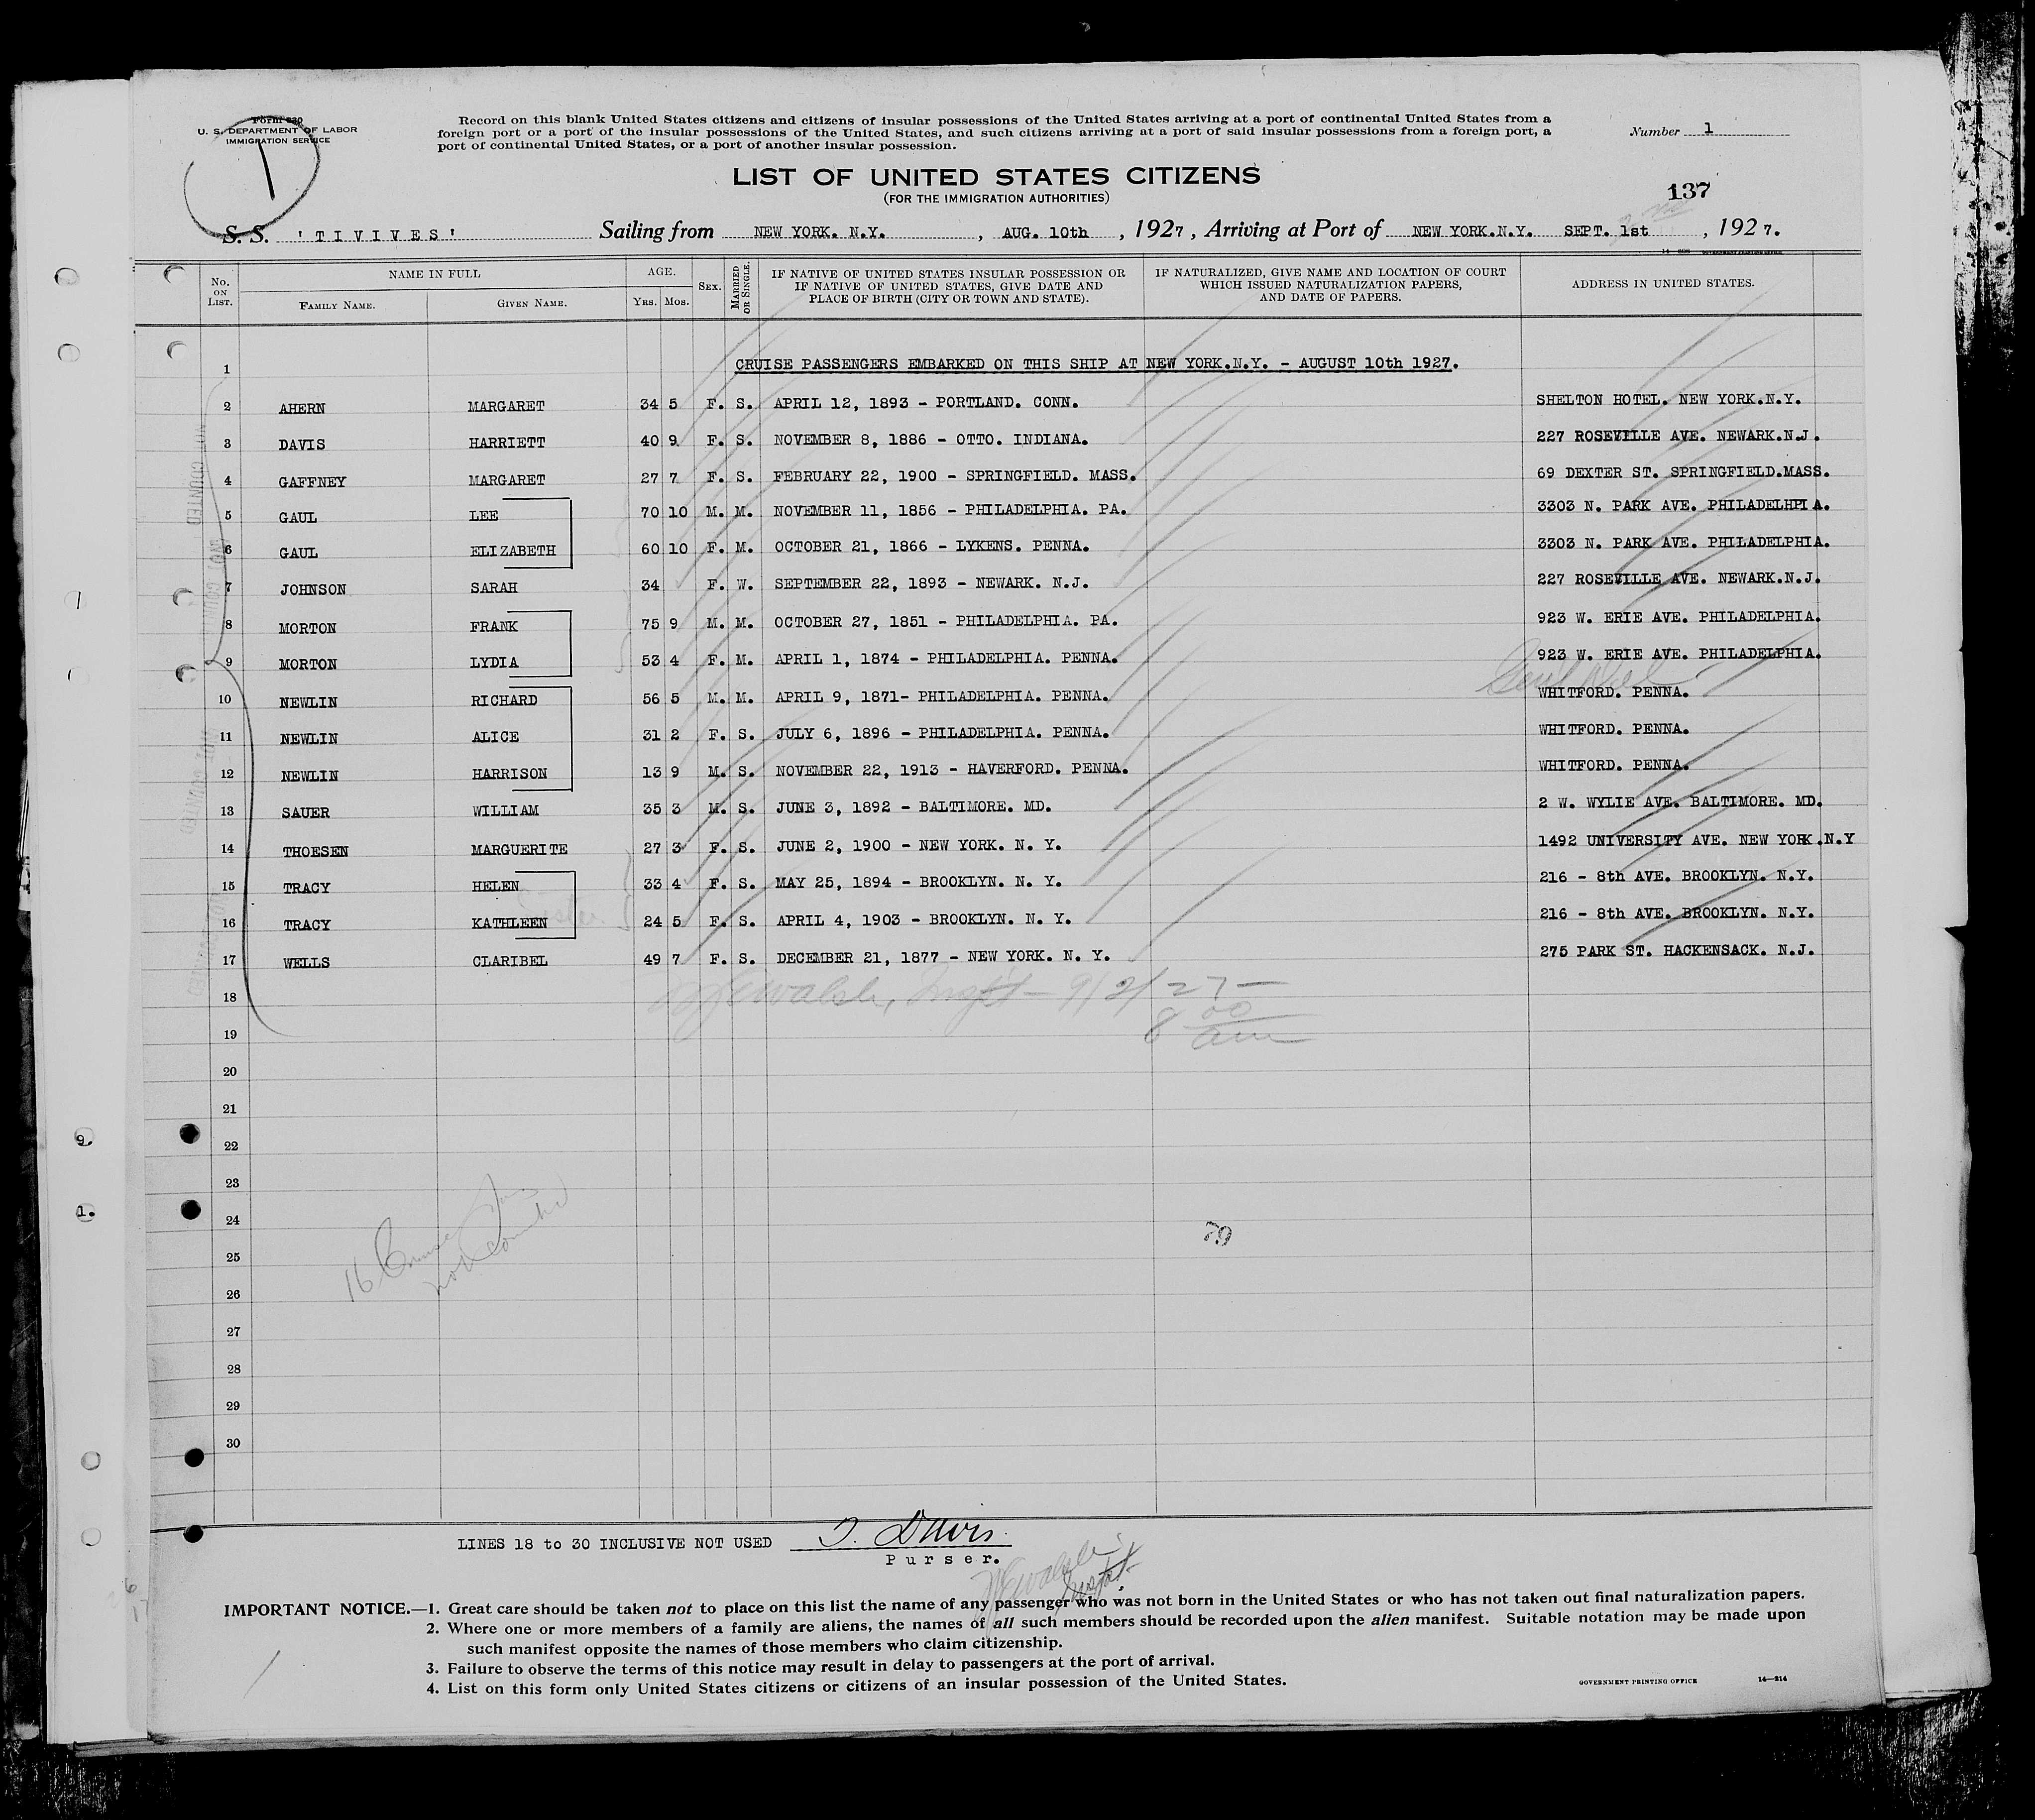 Form 630
U. S. DEPARTMENT OF LABOR
IMMIGRATION SERVICE
1
Record on this blank United States citizens and citizens of insular possessions of the United States arriving at a port of continental United States from a
foreign port or a port of the insular possessions of the United States, and such citizens arriving at a port of said insular possessions from a foreign port, a
port of continental United States, or a port of another insular possession.
Number 1
LIST OF UNITED STATES CITIZENS
(FOR THE IMMIGRATION AUTHORITIES)
137
S. S. 'TIVIVES' Sailing from NEW YORK. N.Y. , AUG. 10th , 1927, Arriving at Port of NEW YORK.N.Y. SEPT. 1st , 1927.
No. ON LIST. NAME IN FULL FAMILY NAME. GIVEN NAME. AGE. YRS. MOS. SEX. MARRIED OR SINGLE. IF NATIVE OF UNITED STATES INSULAR POSSESSION OR IF NATIVE OF UNITED STATES, GIVE DATE AND PLACE OF BIRTH (CITY OR TOWN AND STATE). IF NATURALIZED, GIVE NAME AND LOCATION OF COURT WHICH ISSUED NATURALIZATION PAPERS, AND DATE OF PAPERS. ADDRESS IN UNITED STATES.
1 CRUISE PASSENGERS EMBARKED ON THIS SHIP AT NEW YORK.N.Y. - AUGUST 10th 1927.
2 AHERN MARGARET 34 5 F. S. APRIL 12, 1893 - PORTLAND. CONN. SHELTON HOTEL. NEW YORK.N.Y.
3 DAVIS HARRIETT 40 9 F. S. NOVEMBER 8, 1886 - OTTO. INDIANA. 227 ROSEVILLE AVE. NEWARK.N.J.
4 GAFFNEY MARGARET 27 7 F. S. FEBRUARY 22, 1900 - SPRINGFIELD. MASS. 69 DEXTER ST. SPRINGFIELD.MASS.
5 GAUL LEE 70 10 M. M. NOVEMBER 11, 1856 - PHILADELPHIA. PA. 3303 N. PARK AVE. PHILADELHPIA.
6 GAUL ELIZABETH 60 10 F. M. OCTOBER 21, 1866 - LYKENS. PENNA. 3303 N. PARK AVE. PHILADELPHIA.
7 JOHNSON SARAH 34 F. W. SEPTEMBER 22, 1893 - NEWARK. N.J. 227 ROSEVILLE AVE. NEWARK.N.J.
8 MORTON FRANK 75 9 M. M. OCTOBER 27, 1851 - PHILADELPHIA. PA. 923 W. ERIE AVE. PHILADELPHIA.
9 MORTON LYDIA 53 4 F. M. APRIL 1, 1874 - PHILADELPHIA. PENNA. 923 W. ERIE AVE. PHILADELPHIA.
10 NEWLIN RICHARD 56 5 M. M. APRIL 9, 1871- PHILADELPHIA. PENNA. WHITFORD. PENNA.
11 NEWLIN ALICE 31 2 F. S. JULY 6, 1896 - PHILADELPHIA. PENNA. WHITFORD. PENNA.
12 NEWLIN HARRISON 13 9 M. S. NOVEMBER 22, 1913 - HAVERFORD. PENNA. WHITFORD. PENNA.
13 SAUER WILLIAM 35 3 M. S. JUNE 3, 1892 - BALTIMORE. MD. 2 W. WYLIE AVE. BALTIMORE. MD.
14 THOESEN MARGUERITE 27 3 F. S. JUNE 2, 1900 - NEW YORK. N. Y. 1492 UNIVERSITY AVE. NEW YORK.N.Y
15 TRACY HELEN 33 4 F. S. MAY 25, 1894 - BROOKLYN. N. Y. 216 - 8th AVE. BROOKLYN. N.Y.
16 TRACY KATHLEEN 24 5 F. S. APRIL 4, 1903 - BROOKLYN. N. Y. 216 - 8th AVE. BROOKLYN. N.Y.
17 WELLS CLARIBEL 49 7 F. S. DECEMBER 21, 1877 - NEW YORK. N. Y. 275 PARK ST. HACKENSACK. N.J.
18 Walsh, Inspt - 9/2/27 -
19 8 00 am
20
21
22
23
24
25
26
27
28
29
30
79
LINES 18 to 30 INCLUSIVE NOT USED
Davis
Purser.
IMPORTANT NOTICE.—1. Great care should be taken not to place on this list the name of any passenger who was not born in the United States or who has not taken out final naturalization papers.
2. Where one or more members of a family are aliens, the names of all such members should be recorded upon the alien manifest. Suitable notation may be made upon
such manifest opposite the names of those members who claim citizenship.
3. Failure to observe the terms of this notice may result in delay to passengers at the port of arrival.
4. List on this form only United States citizens or citizens of an insular possession of the United States.
GOVERNMENT PRINTING OFFICE 14—214